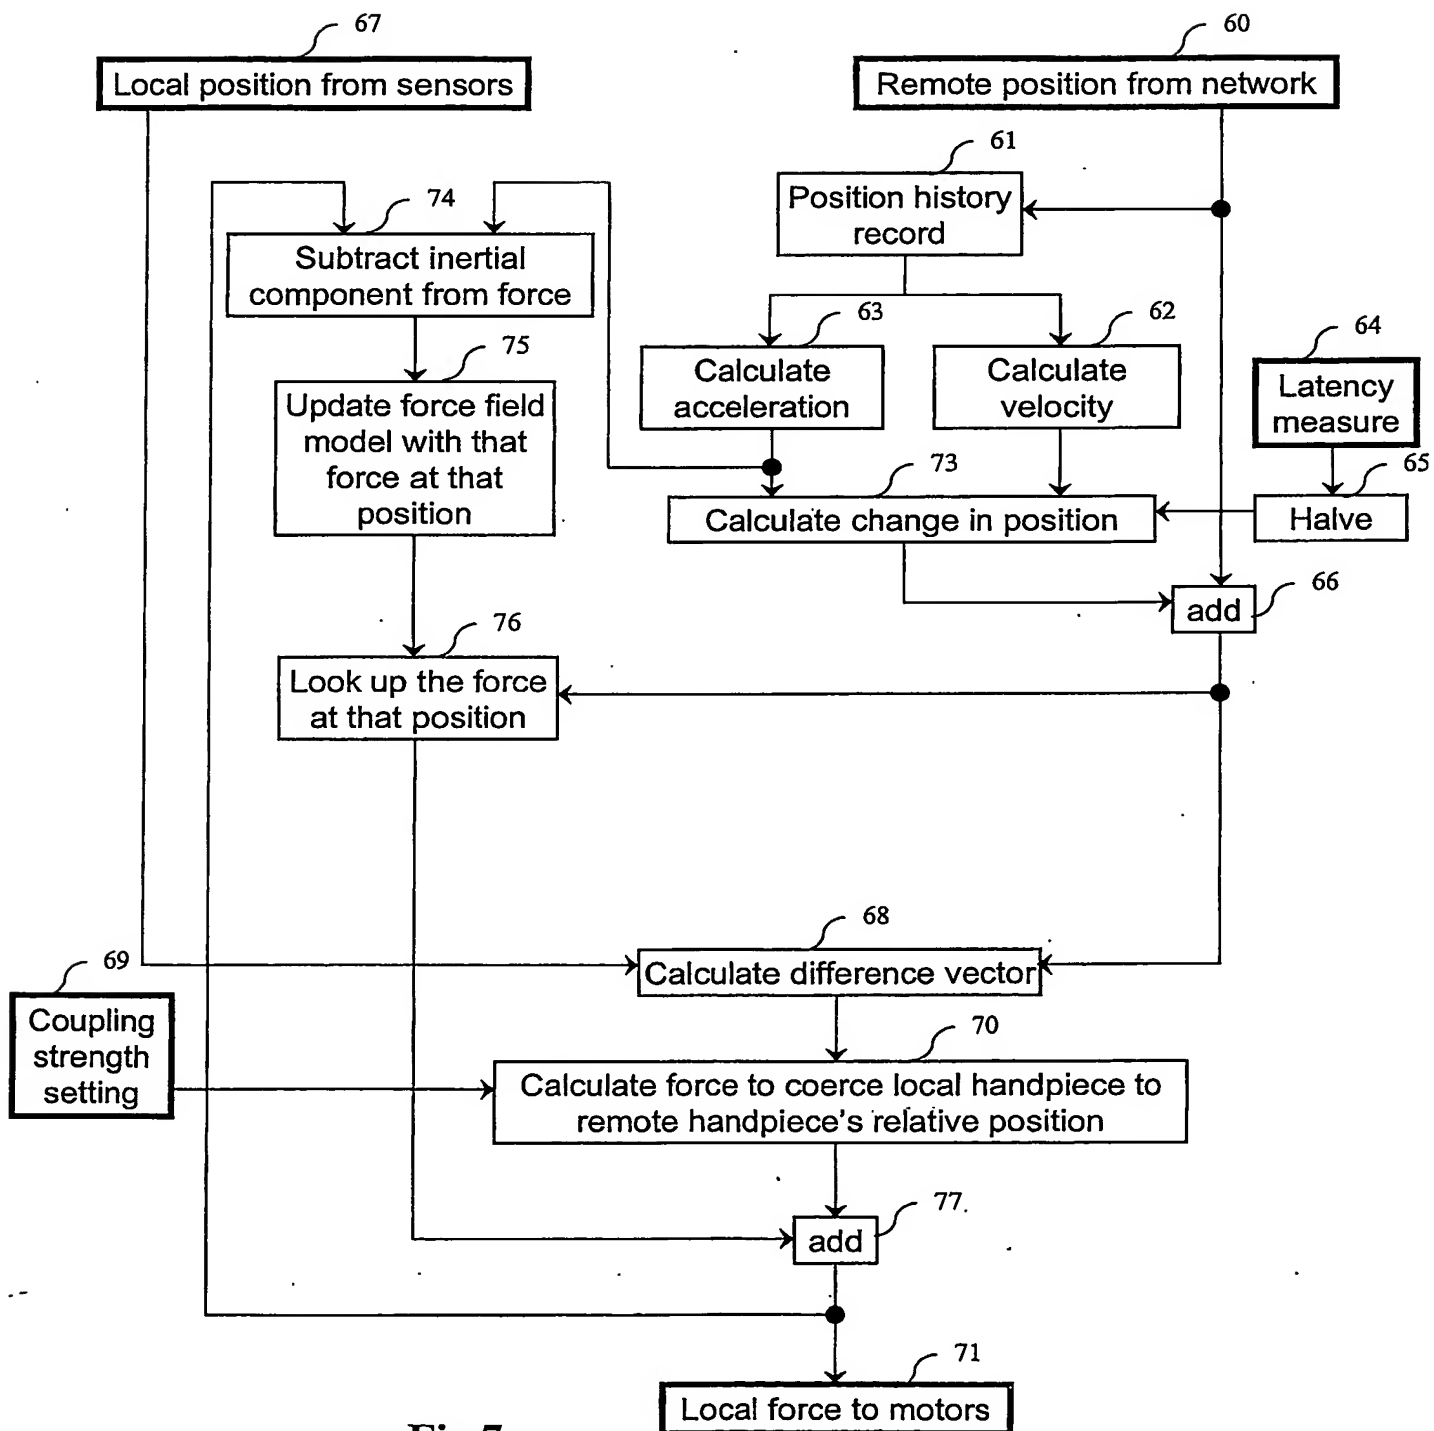 67
60
Local position from sensors
Remote position from network
61
Position history
record
74
Subtract inertial
component from force
63
62
64
Calculate
acceleration
Calculate
velocity
Latency
measure
75
Update force field
model with that
force at that
position
73
65
Calculate change in position
Halve
66
add
76
Look up the force
at that position
68
Calculate difference vector
69
Coupling
strength
setting
70
Calculate force to coerce local handpiece to
remote handpiece's relative position
77
add
71
Local force to motors